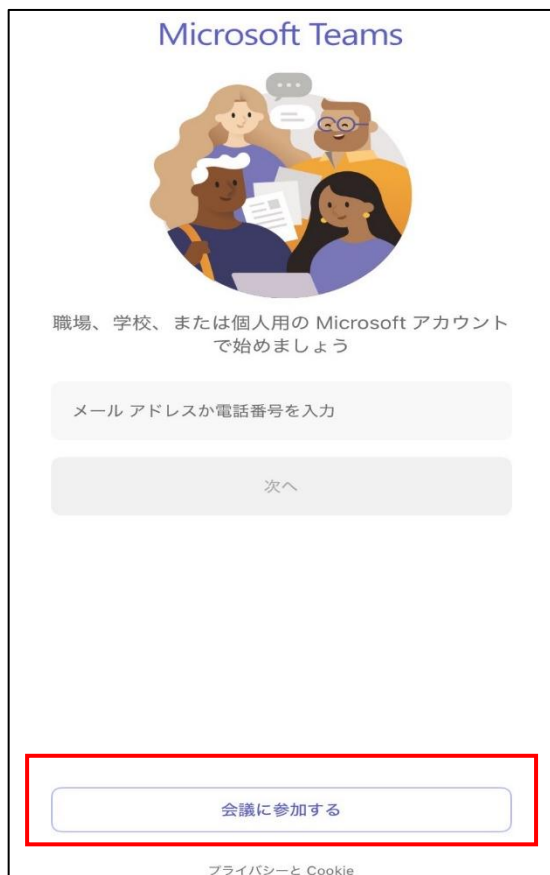 Microsoft Teams
職場、学校、または個人用の Microsoft アカウント
で始めましょう
メール アドレスか電話番号を入力
次へ
会議に参加する
プライバシーと Cookie